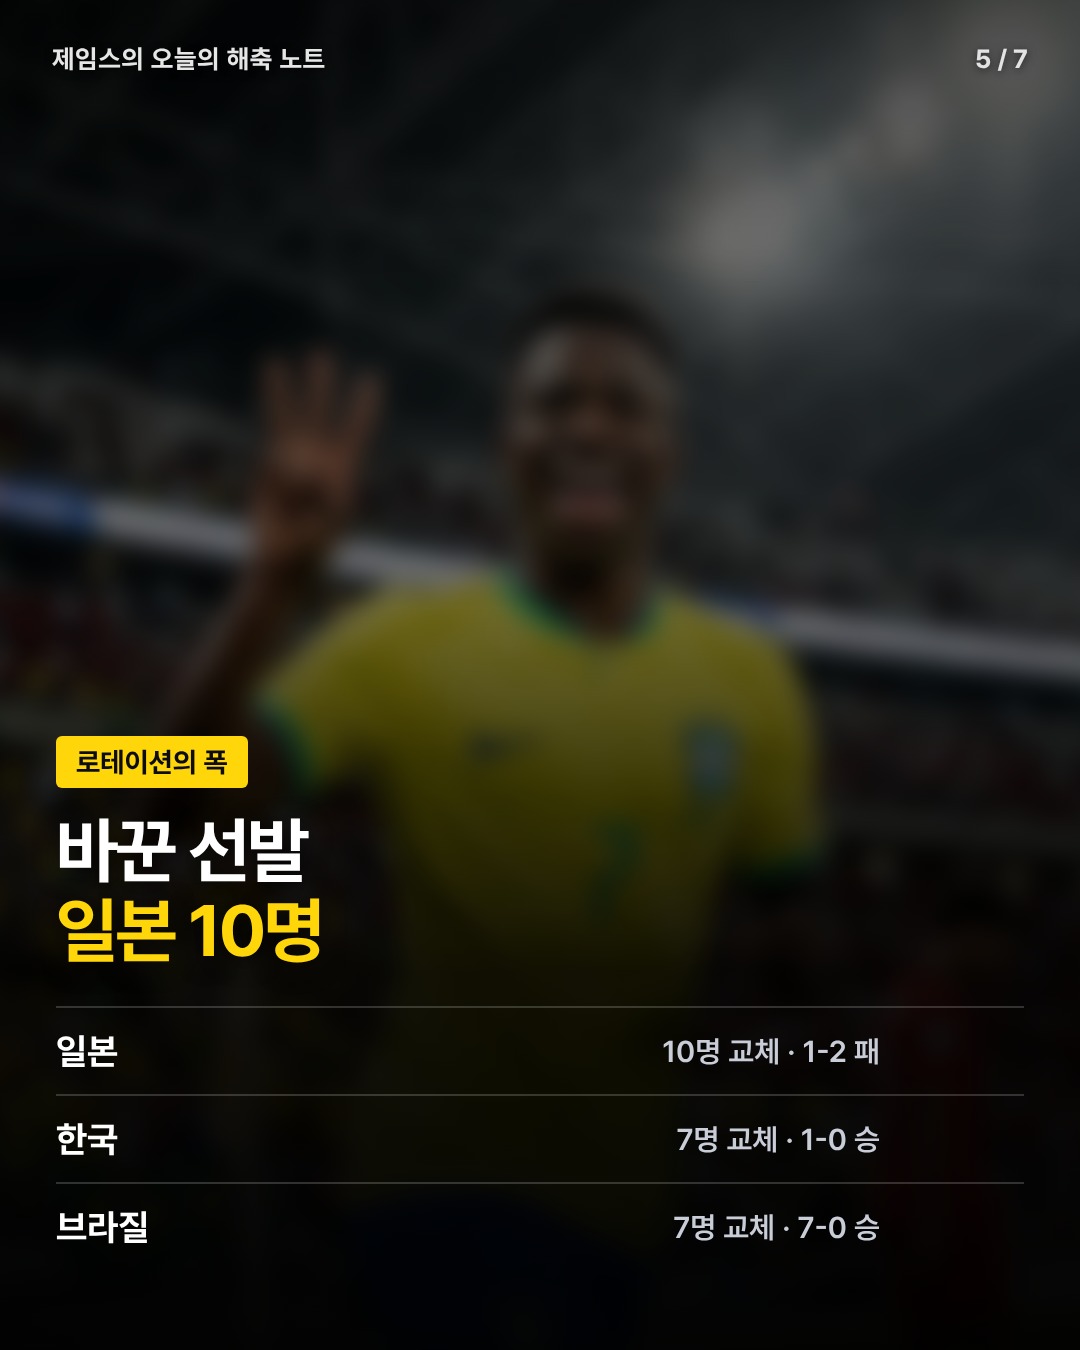 제임스의 오늘의 해축 노트
5 / 7
로테이션의 폭
바꾼 선발
일본 10명
일본
10명 교체 · 1-2 패
한국
7명 교체 · 1-0 승
브라질
7명 교체 · 7-0 승